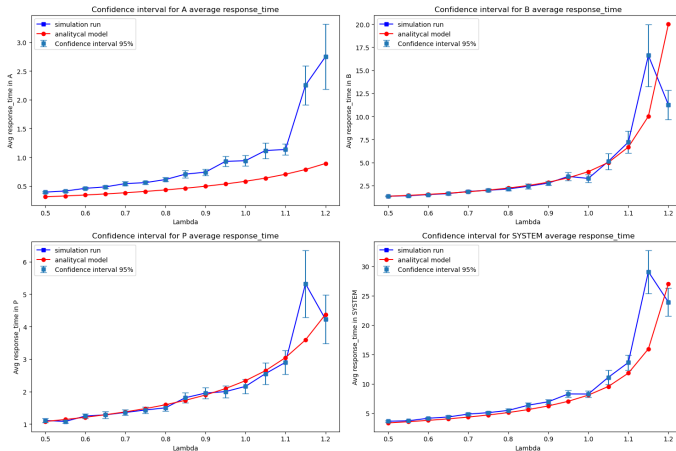 Confidence interval for A average response_time
simulation run
analitycal model
Confidence interval 95%
Avg response_time in A
3.0
2.5
2.0
1.5
1.0
0.5
0.5 0.6 0.7 0.8 0.9 1.0 1.1 1.2
Lambda
Confidence interval for B average response_time
simulation run
analitycal model
Confidence interval 95%
Avg response_time in B
20.0
17.5
15.0
12.5
10.0
7.5
5.0
2.5
0.5 0.6 0.7 0.8 0.9 1.0 1.1 1.2
Lambda
Confidence interval for P average response_time
simulation run
analitycal model
Confidence interval 95%
Avg response_time in P
6
5
4
3
2
1
0.5 0.6 0.7 0.8 0.9 1.0 1.1 1.2
Lambda
Confidence interval for SYSTEM average response_time
simulation run
analitycal model
Confidence interval 95%
Avg response_time in SYSTEM
30
25
20
15
10
5
0.5 0.6 0.7 0.8 0.9 1.0 1.1 1.2
Lambda